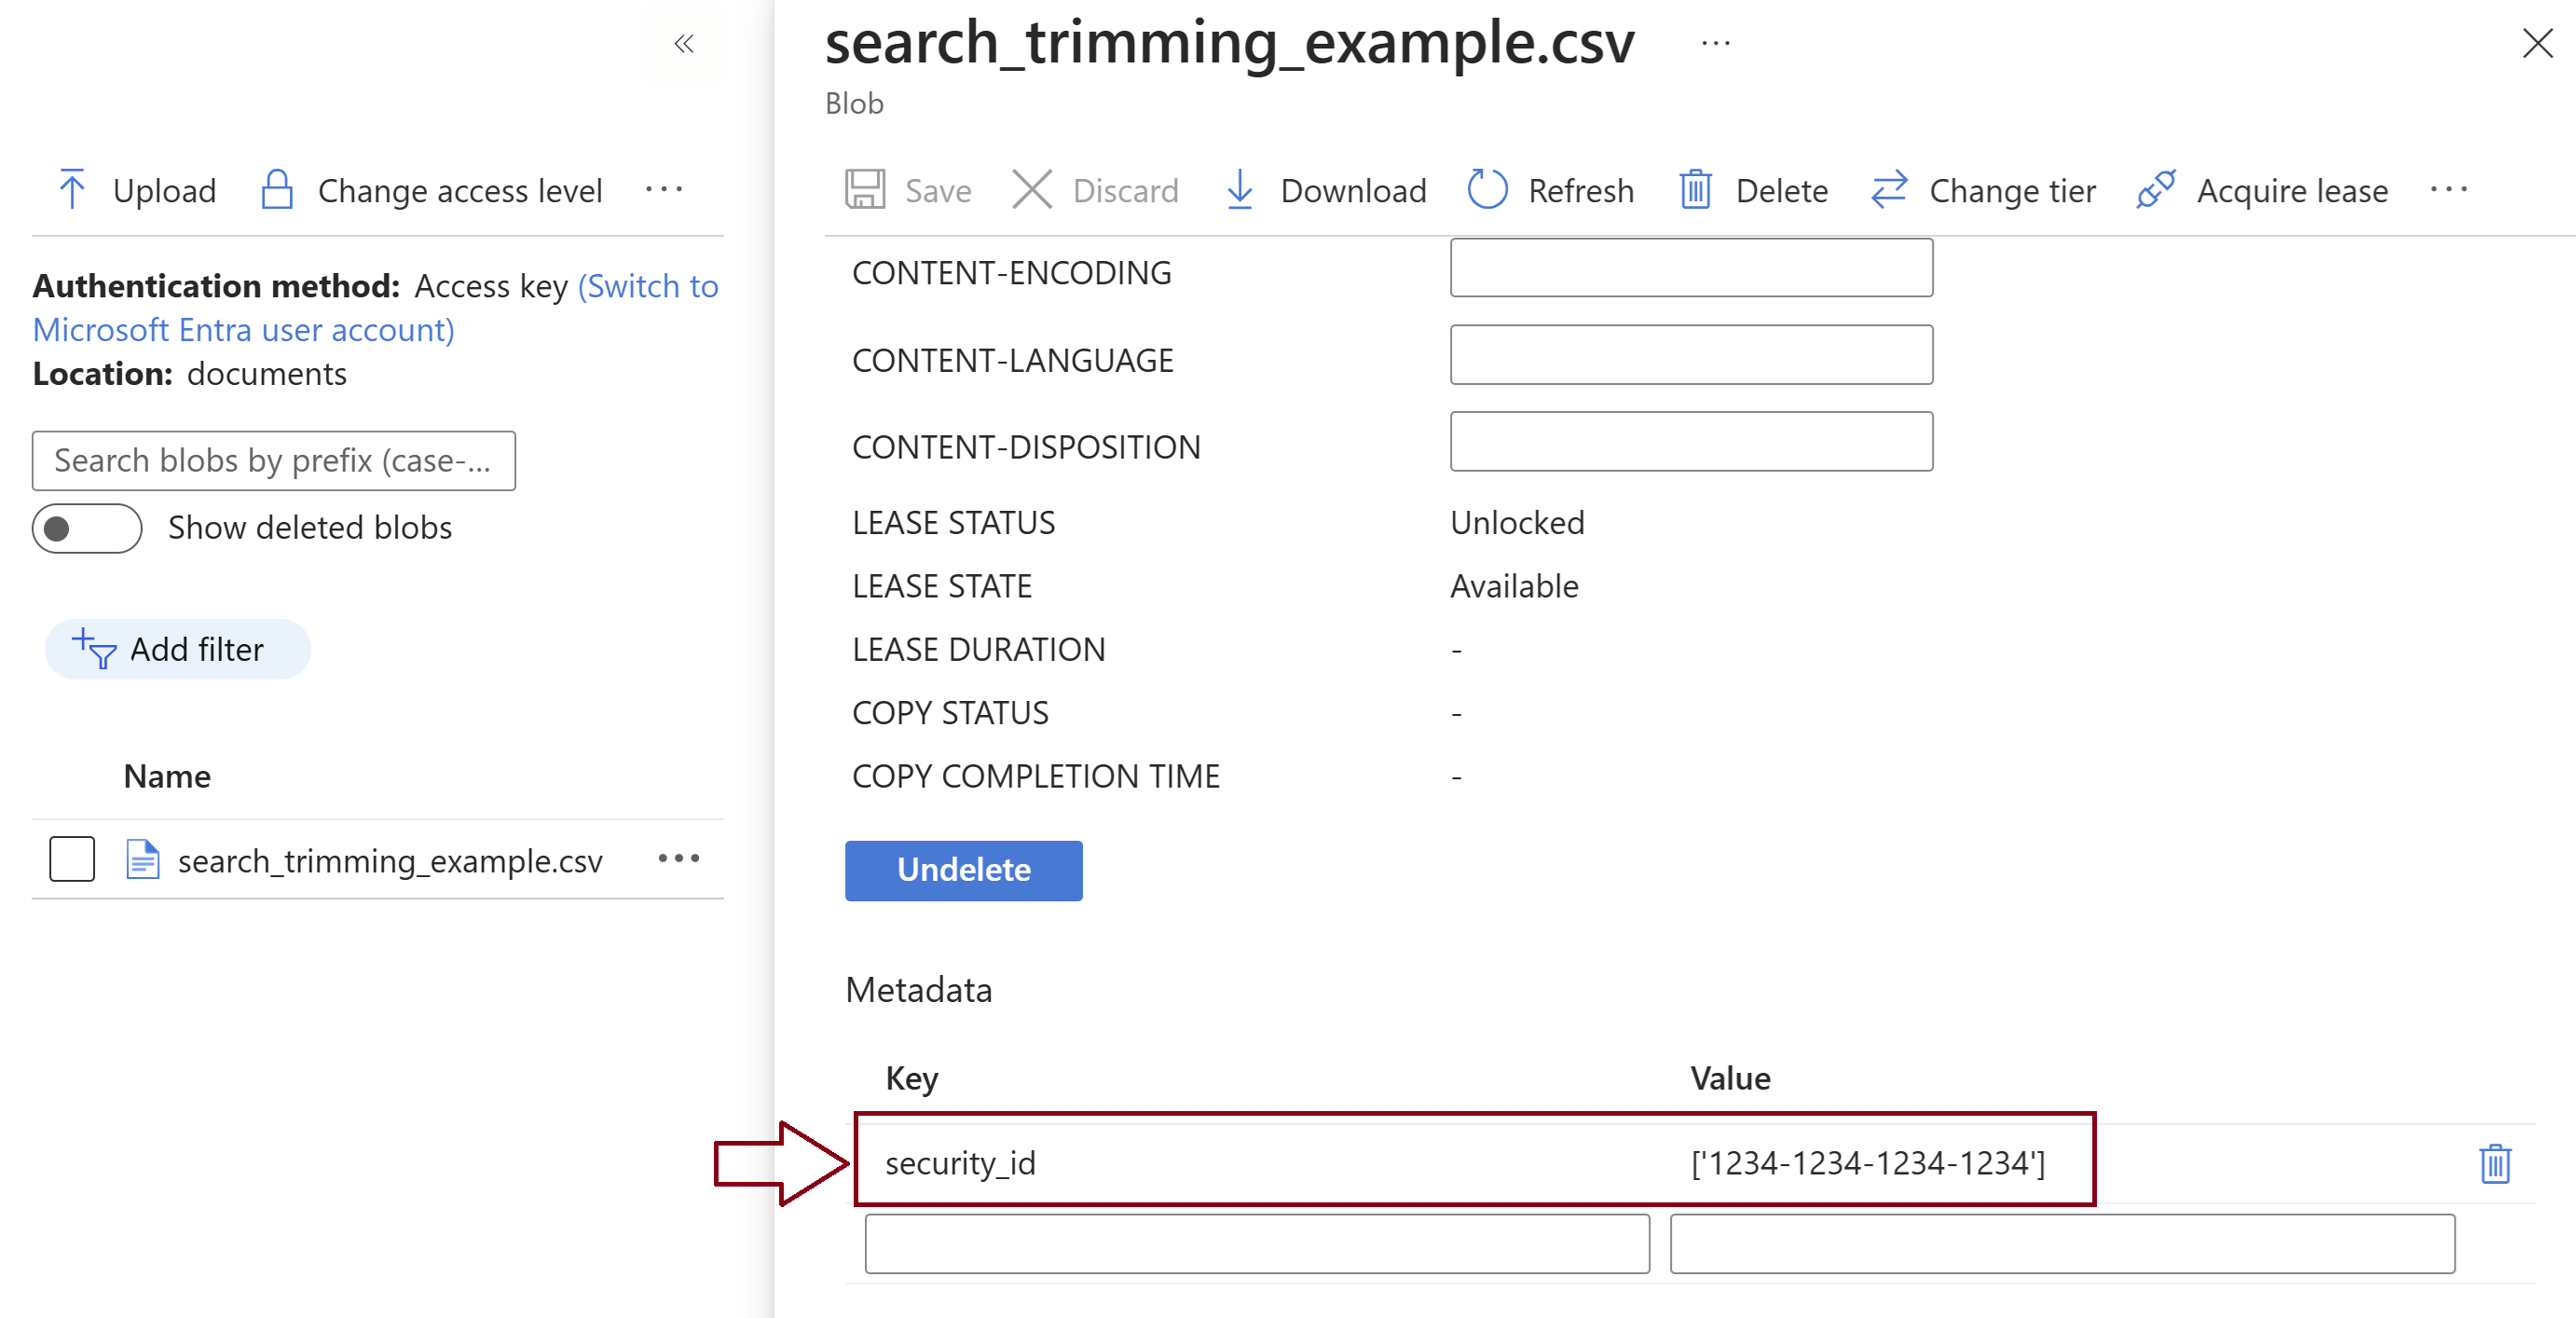 Upload Change access level ...
Authentication method: Access key (Switch to
Microsoft Entra user account)
Location: documents
Search blobs by prefix (case-...
Show deleted blobs
Add filter
Name
search_trimming_example.csv ...
search_trimming_example.csv ...
Blob
Save Discard Download Refresh Delete Change tier Acquire lease ...
CONTENT-ENCODING
CONTENT-LANGUAGE
CONTENT-DISPOSITION
LEASE STATUS Unlocked
LEASE STATE Available
LEASE DURATION -
COPY STATUS -
COPY COMPLETION TIME -
Undelete
Metadata
Key Value
security_id ['1234-1234-1234-1234']